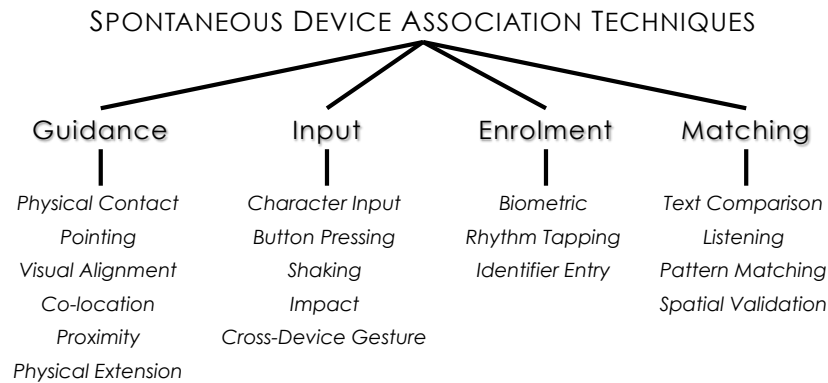 SPONTANEOUS DEVICE ASSOCIATION TECHNIQUES
Guidance
Physical Contact
Pointing
Visual Alignment
Co-location
Proximity
Physical Extension
Input
Character Input
Button Pressing
Shaking
Impact
Cross-Device Gesture
Enrolment
Biometric
Rhythm Tapping
Identifier Entry
Matching
Text Comparison
Listening
Pattern Matching
Spatial Validation